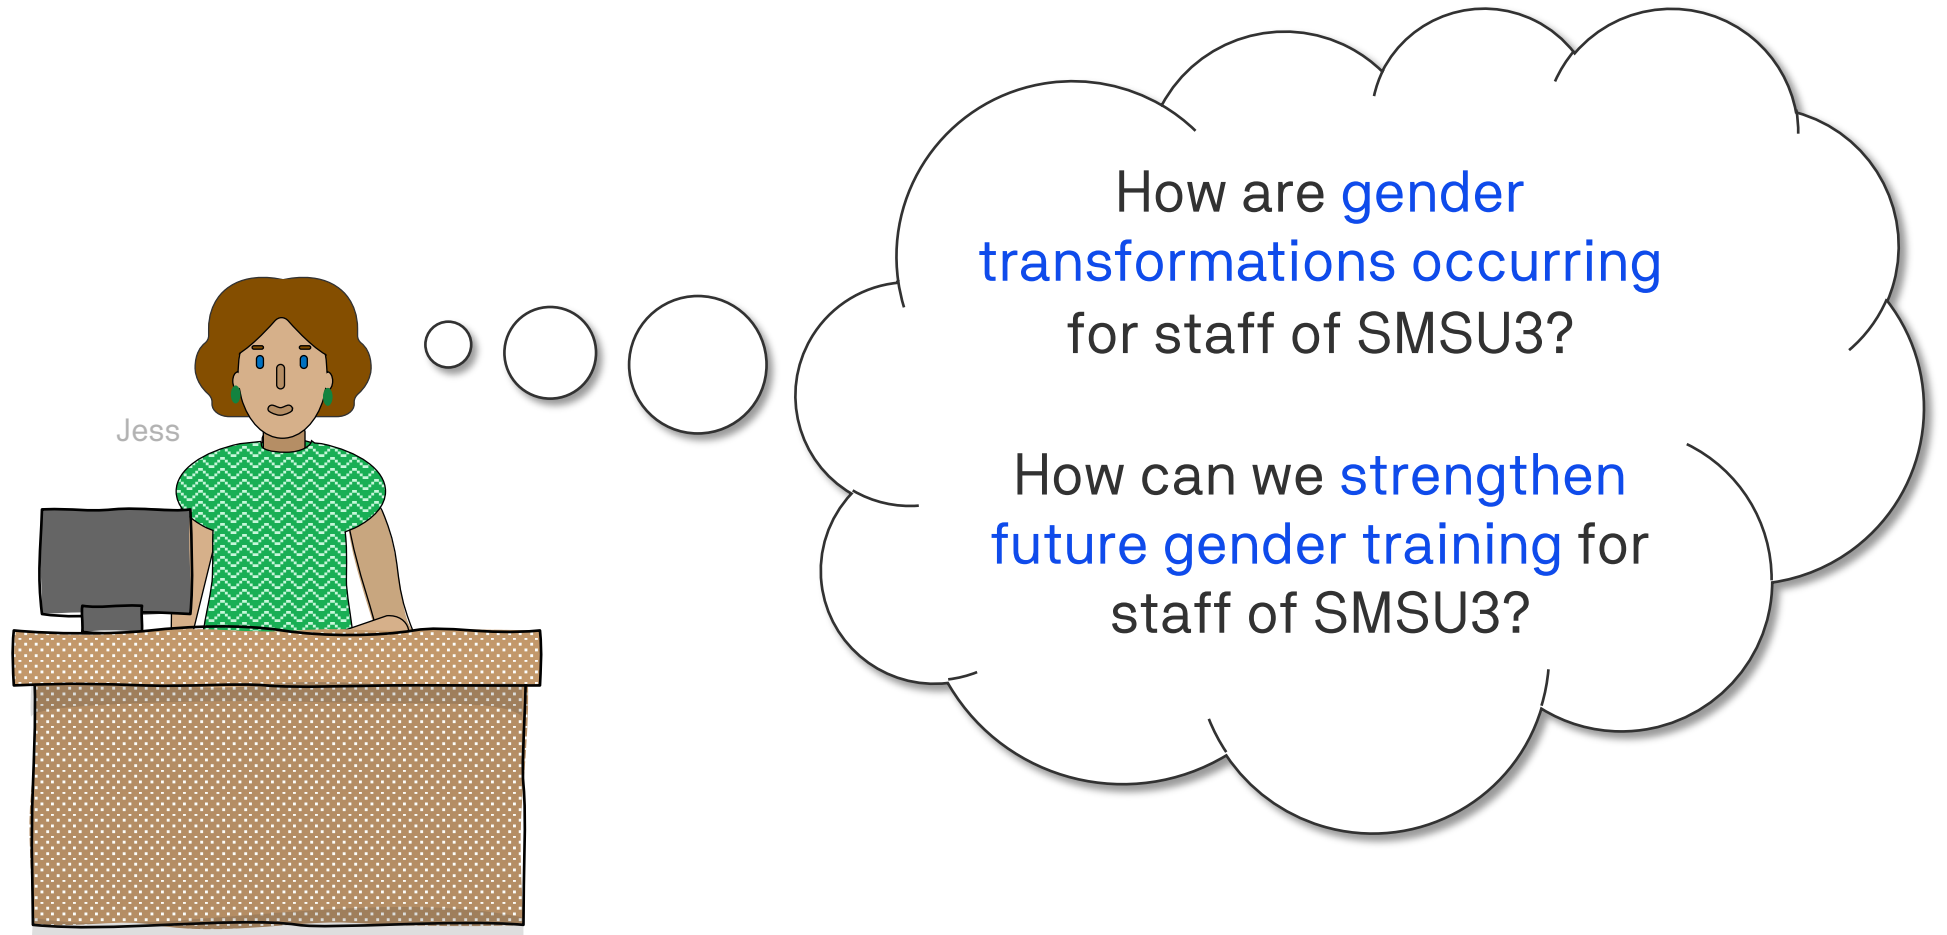 How are gender
transformations occurring
for staff of SMSU3?
Jess
How can we strengthen
future gender training for
staff of SMSU3?